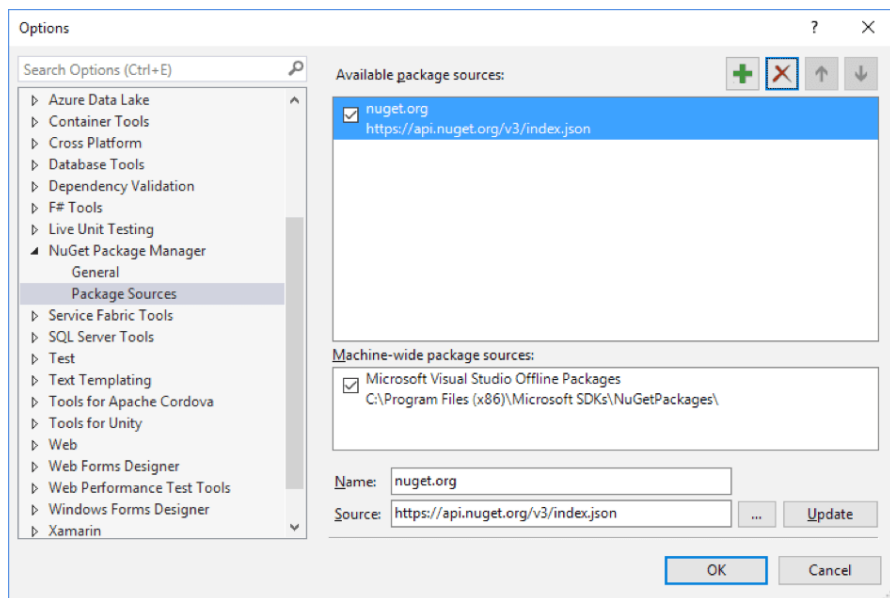 Options
Search Options (Ctrl+E)
Azure Data Lake
Container Tools
Cross Platform
Database Tools
Dependency Validation
F# Tools
Live Unit Testing
NuGet Package Manager
General
Package Sources
Service Fabric Tools
SQL Server Tools
Test
Text Templating
Tools for Apache Cordova
Tools for Unity
Web
Web Forms Designer
Web Performance Test Tools
Windows Forms Designer
Xamarin
Available package sources:
nuget.org
https://api.nuget.org/v3/index.json
Machine-wide package sources:
Microsoft Visual Studio Offline Packages
C:\Program Files (x86)\Microsoft SDKs\NuGetPackages\
Name: nuget.org
Source: https://api.nuget.org/v3/index.json ... Update
OK Cancel